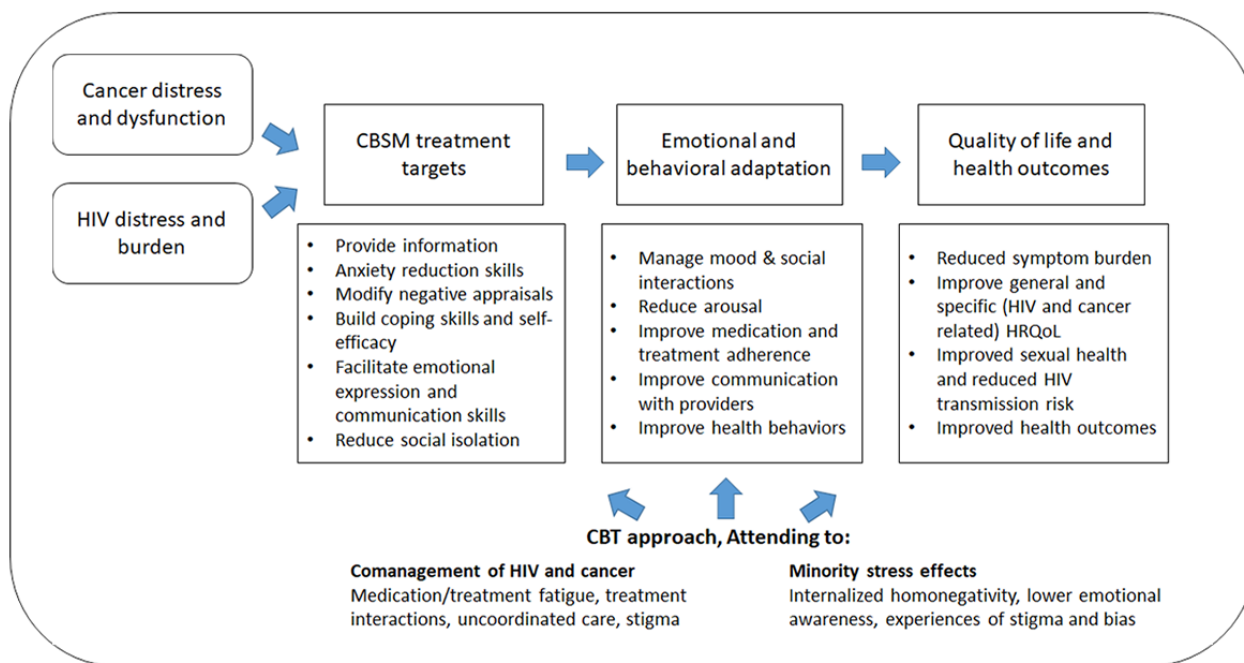 Cancer distress
and dysfunction
HIV distress and
burden
CBSM treatment
targets
Emotional and
behavioral adaptation
Quality of life and
health outcomes
• Provide information
• Anxiety reduction skills
• Modify negative appraisals
• Build coping skills and self-
efficacy
• Facilitate emotional
expression and
communication skills
• Reduce social isolation
• Manage mood & social
interactions
• Reduce arousal
• Improve medication and
treatment adherence
• Improve communication
with providers
• Improve health behaviors
• Reduced symptom burden
• Improve general and
specific (HIV and cancer
related) HRQoL
• Improved sexual health
and reduced HIV
transmission risk
• Improved health outcomes
CBT approach, Attending to:
Comanagement of HIV and cancer
Medication/treatment fatigue, treatment
interactions, uncoordinated care, stigma
Minority stress effects
Internalized homonegativity, lower emotional
awareness, experiences of stigma and bias